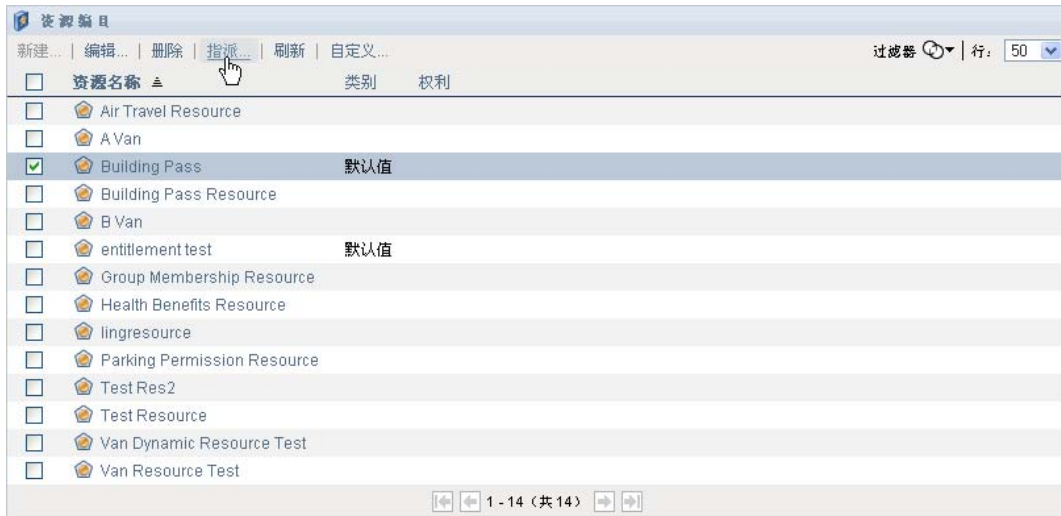 资源编目
新建... | 编辑... | 删除 | 指派... | 刷新 | 自定义... 过滤器 | 行: 50
资源名称 类别 权利
Air Travel Resource
A Van
Building Pass 默认值
Building Pass Resource
B Van
entitlement test 默认值
Group Membership Resource
Health Benefits Resource
lingresource
Parking Permission Resource
Test Res2
Test Resource
Van Dynamic Resource Test
Van Resource Test
1 - 14 (共14)